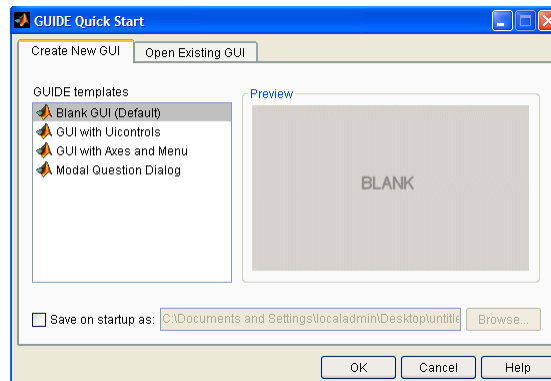 GUIDE Quick Start
Create New GUI
Open Existing GUI
GUIDE templates
Blank GUI (Default)
GUI with Uicontrols
GUI with Axes and Menu
Modal Question Dialog
Preview
BLANK
Save on startup as:
C:\Documents and Settings\localadmin\Desktop\untitle
Browse...
OK
Cancel
Help